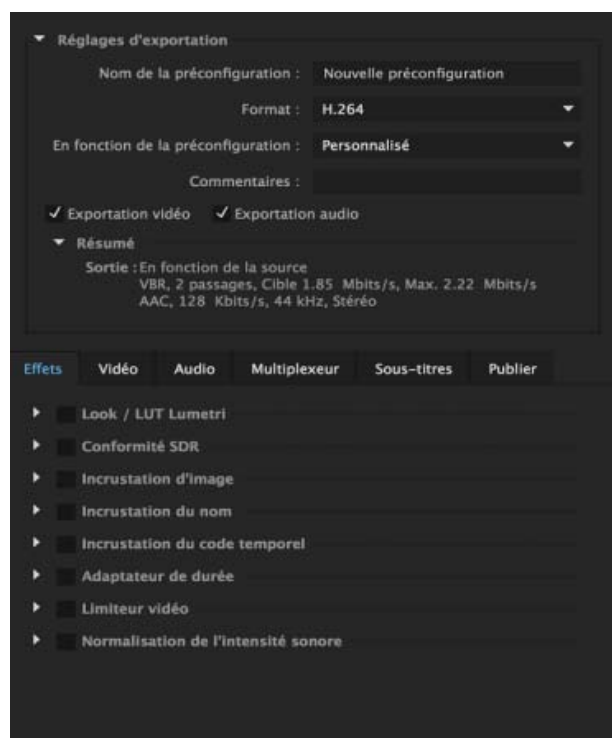 Réglages d'exportation
Nom de la préconfiguration : Nouvelle préconfiguration
Format : H.264
En fonction de la préconfiguration : Personnalisé
Commentaires :
Exportation vidéo Exportation audio
Résumé
Sortie : En fonction de la source
VBR, 2 passages, Cible 1.85 Mbits/s, Max. 2.22 Mbits/s
AAC, 128 Kbits/s, 44 kHz, Stéréo
Effets Vidéo Audio Multiplexeur Sous-titres Publier
Look / LUT Lumetri
Conformité SDR
Incrustation d'image
Incrustation du nom
Incrustation du code temporel
Adaptateur de durée
Limiteur vidéo
Normalisation de l'intensité sonore